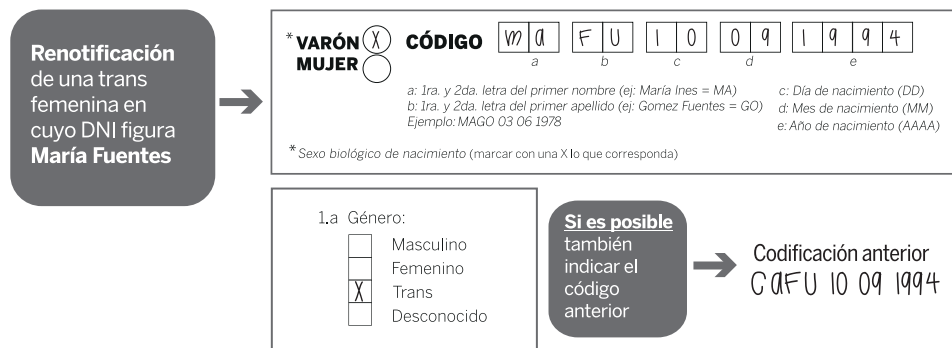 Renotificación
de una trans
femenina en
cuyo DNI figura
María Fuentes
* VARÓN X CÓDIGO M a F U 1 0 0 9 1 9 9 4
MUJER
a b c d e
a: 1ra. y 2da. letra del primer nombre (ej: María Ines = MA)
b: 1ra. y 2da. letra del primer apellido (ej: Gomez Fuentes = GO)
Ejemplo: MAGO 03 06 1978
c: Día de nacimiento (DD)
d: Mes de nacimiento (MM)
e: Año de nacimiento (AAAA)
* Sexo biológico de nacimiento (marcar con una X lo que corresponda)
1.a Género:
Masculino
Femenino
X Trans
Desconocido
Si es posible
también
indicar el
código
anterior
Codificación anterior
CaFU 10 09 1994